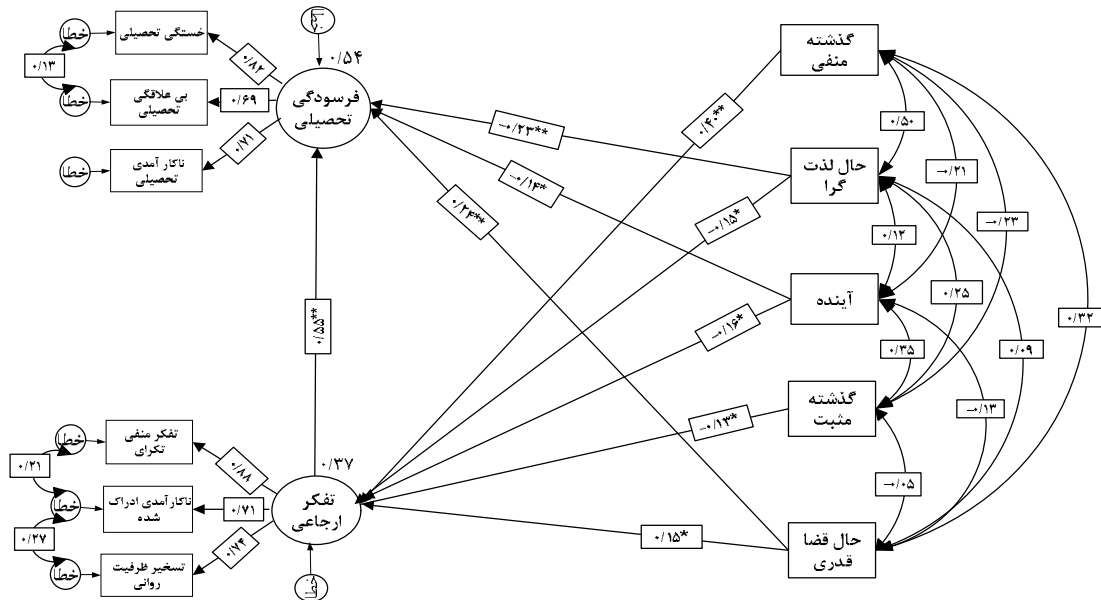 گذشته
منفی
حال لذت
گرا
آینده
گذشته
مثبت
حال قضا
قدری
۰/۵۰
-۰/۲۱
-۰/۲۳
۰/۱۲
۰/۲۵
۰/۳۲
۰/۳۵
۰/۰۹
-۰/۱۳
-۰/۰۵
۰/۴۰**
-۰/۲۳**
-۰/۱۴*
-۰/۱۵*
۰/۲۴**
-۰/۱۶*
-۰/۱۳*
۰/۱۵*
۰/۵۵**
خطا
۰/۵۴
فرسودگی
تحصیلی
۰/۸۲
۰/۶۹
۰/۷۱
خستگی تحصیلی
بی علاقگی
تحصیلی
ناکار آمدی
تحصیلی
خطا
خطا
خطا
۰/۱۳
۰/۳۷
تفکر
ارجاعی
خطا
۰/۸۸
۰/۷۱
۰/۷۴
تفکر منفی
تکرای
ناکارآمدی ادراک
شده
تسخیر ظرفیت
روانی
خطا
خطا
خطا
۰/۲۱
۰/۲۷